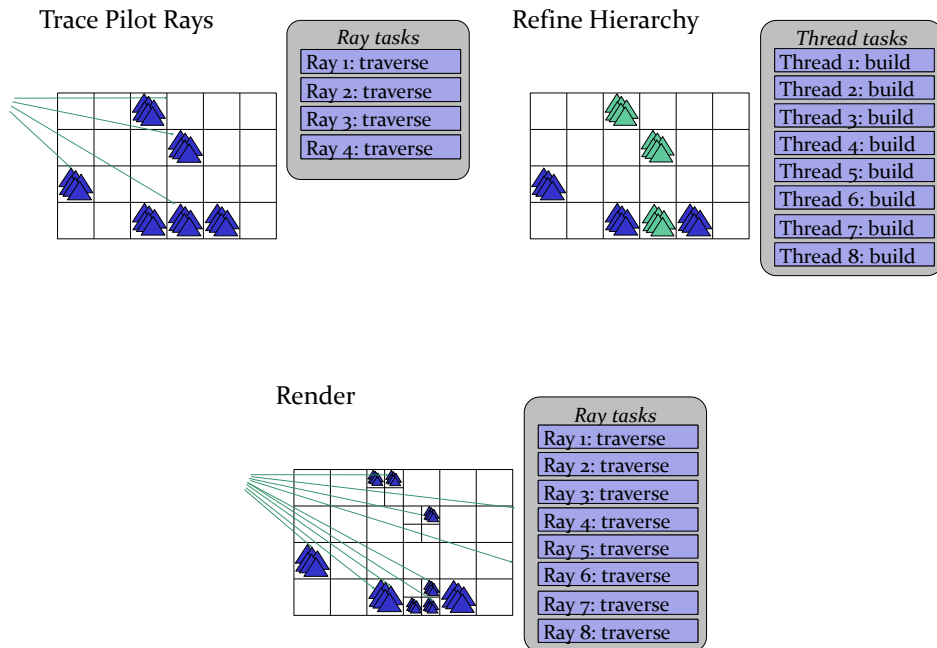 Trace Pilot Rays
Ray tasks
Ray 1: traverse
Ray 2: traverse
Ray 3: traverse
Ray 4: traverse
Refine Hierarchy
Thread tasks
Thread 1: build
Thread 2: build
Thread 3: build
Thread 4: build
Thread 5: build
Thread 6: build
Thread 7: build
Thread 8: build
Render
Ray tasks
Ray 1: traverse
Ray 2: traverse
Ray 3: traverse
Ray 4: traverse
Ray 5: traverse
Ray 6: traverse
Ray 7: traverse
Ray 8: traverse